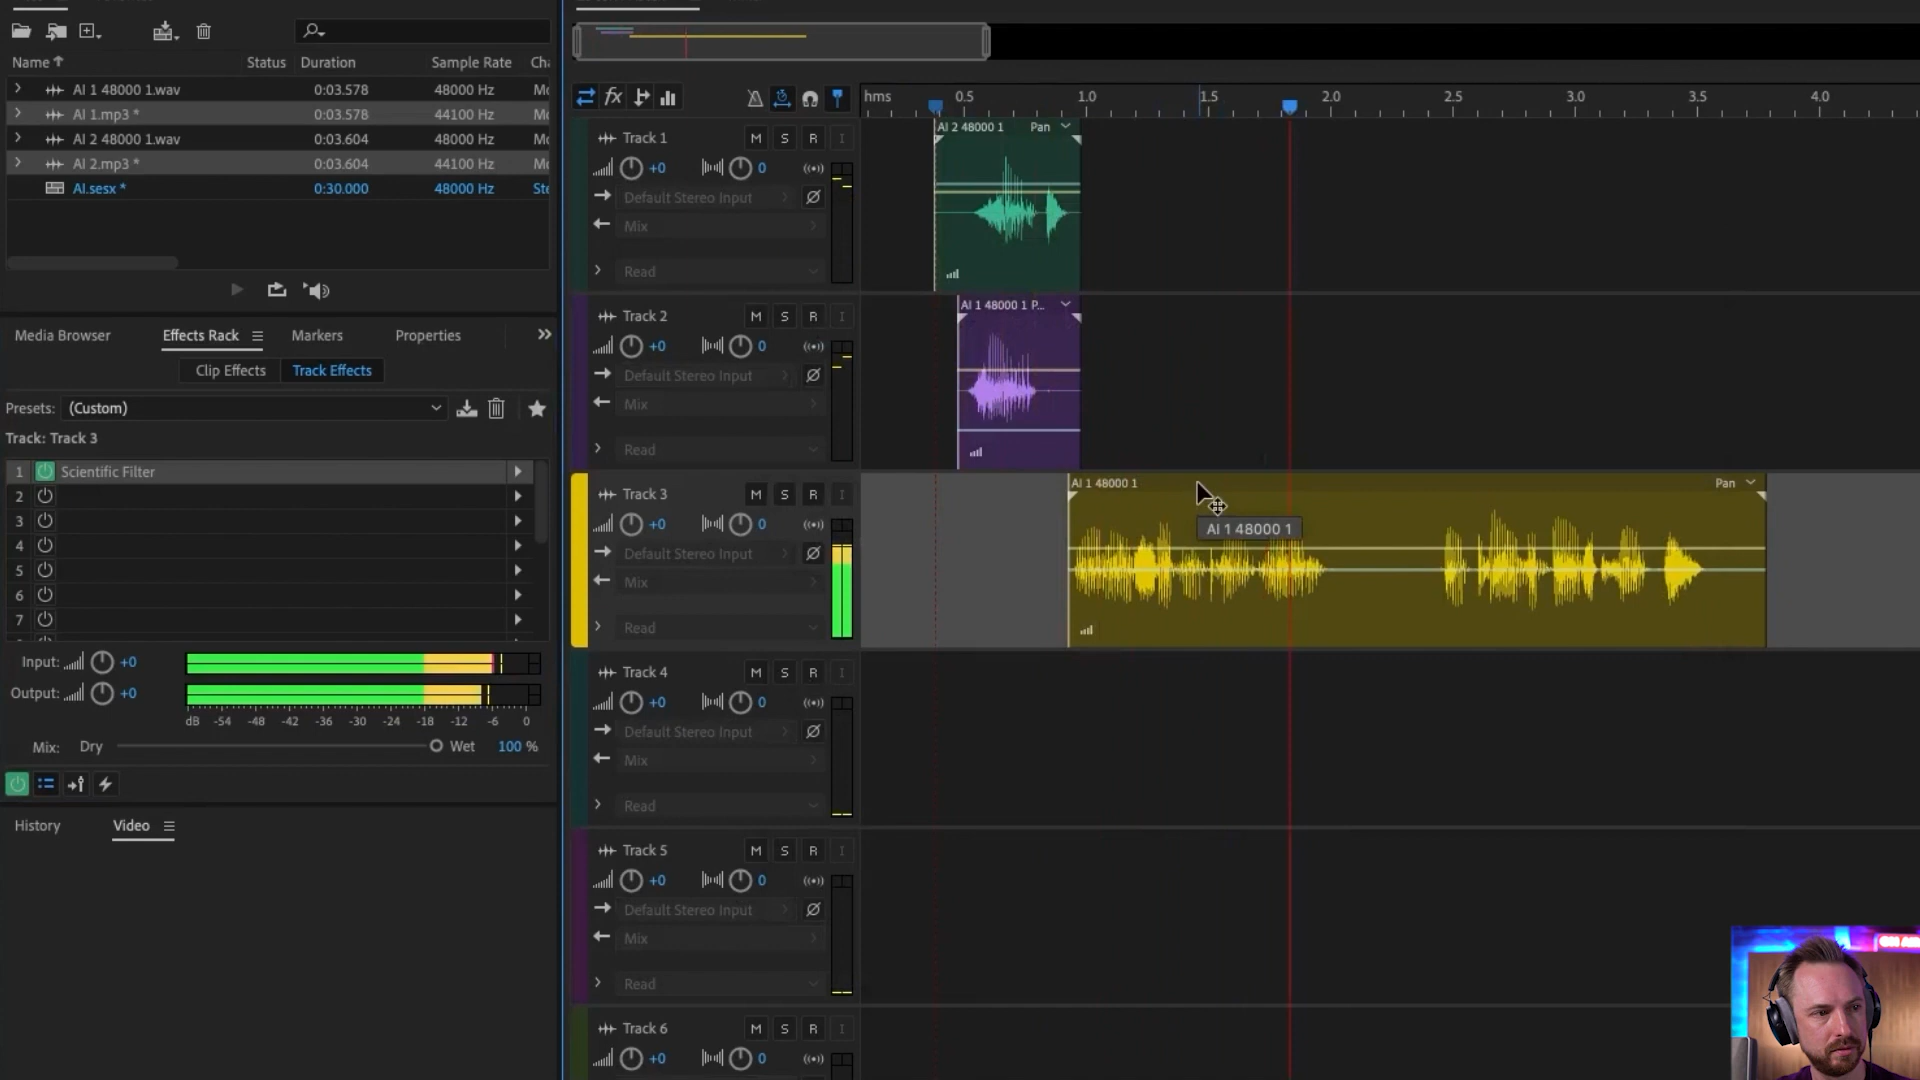 Name Status Duration Sample Rate
AI 1 48000 1.wav 0:03.578 48000 Hz Mo
AI 1.mp3 * 0:03.578 44100 Hz Mo
AI 2 48000 1.wav 0:03.604 48000 Hz Mo
AI 2.mp3 * 0:03.604 44100 Hz Mo
AI.sesx * 0:30.000 48000 Hz Ste
Media Browser Effects Rack Markers Properties
Clip Effects Track Effects
Presets: (Custom)
Track: Track 3
1 Scientific Filter
2
3
4
5
6
7
Input: +0
Output: +0
dB -54 -48 -42 -36 -30 -24 -18 -12 -6 0
Mix: Dry Wet 100 %
History Video
fx
hms 0.5 1.0 1.5 2.0 2.5 3.0 3.5 4.0
Track 1 M S R I
+0 0
Default Stereo Input
Mix
Read
AI 2 48000 1 Pan
Track 2 M S R I
+0 0
Default Stereo Input
Mix
Read
AI 1 48000 1 P...
Track 3 M S R I
+0 0
Default Stereo Input
Mix
Read
AI 1 48000 1 Pan
AI 1 48000 1
Track 4 M S R I
+0 0
Default Stereo Input
Mix
Read
Track 5 M S R I
+0 0
Default Stereo Input
Mix
Read
Track 6 M S R I
+0 0